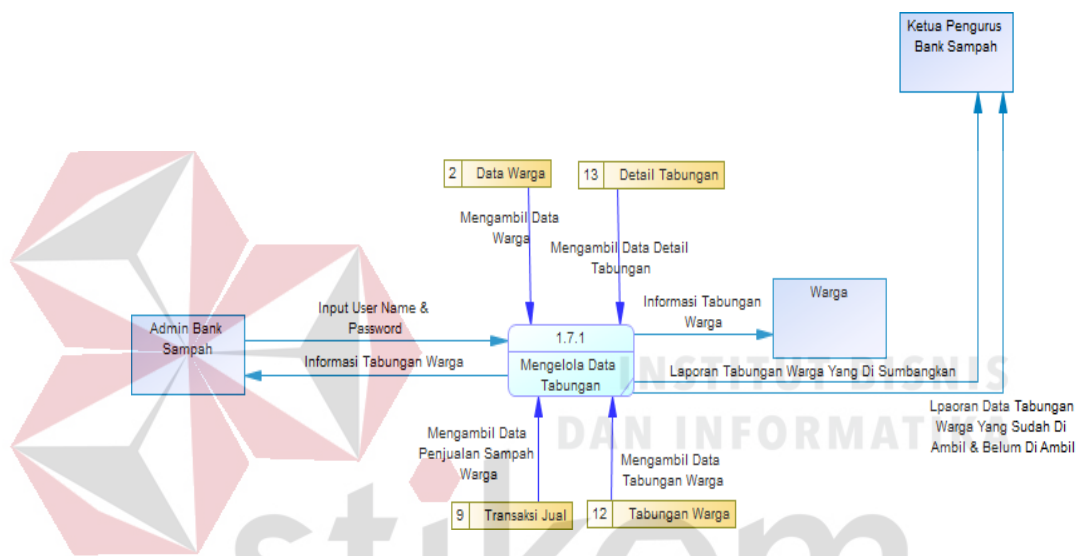 Ketua Pengurus
Bank Sampah
2 Data Warga
13 Detail Tabungan
Mengambil Data
Warga
Mengambil Data Detail
Tabungan
Input User Name &
Password
Admin Bank
Sampah
Informasi Tabungan Warga
1.7.1
Mengelola Data
Tabungan
Informasi Tabungan
Warga
Warga
INSTITUT BISNIS
DAN INFORMATIKA
Laporan Tabungan Warga Yang Di Sumbangkan
Lpaoran Data Tabungan
Warga Yang Sudah Di
Ambil & Belum Di Ambil
Mengambil Data
Penjualan Sampah
Warga
Mengambil Data
Tabungan Warga
9 Transaksi Jual
12 Tabungan Warga
stikom